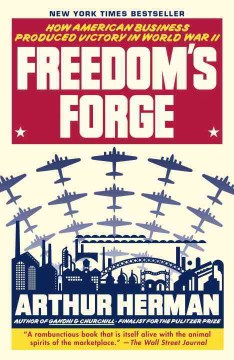 NEW YORK TIMES BESTSELLER
HOW AMERICAN BUSINESS
PRODUCED VICTORY IN WORLD WAR II
FREEDOM'S
FORGE
ARTHUR HERMAN
AUTHOR OF GANDHI & CHURCHILL · FINALIST FOR THE PULITZER PRIZE
"A rambunctious book that is itself alive with the animal
spirits of the marketplace." —The Wall Street Journal